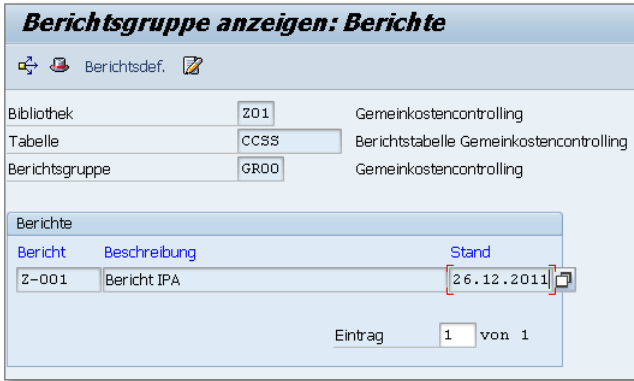 Berichtsgruppe anzeigen: Berichte
Berichtsdef.
Bibliothek Z01 Gemeinkostencontrolling
Tabelle CCSS Berichtstabelle Gemeinkostencontrolling
Berichtsgruppe GR00 Gemeinkostencontrolling
Berichte
Bericht Beschreibung Stand
Z-001 Bericht IPA 26.12.2011
Eintrag 1 von 1